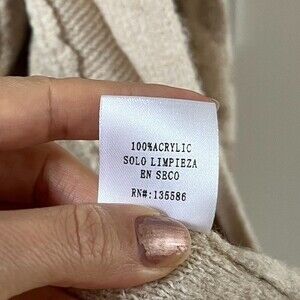 100%ACRYLIC
SOLO LIMPIEZA
EN SECO
RN#:135586